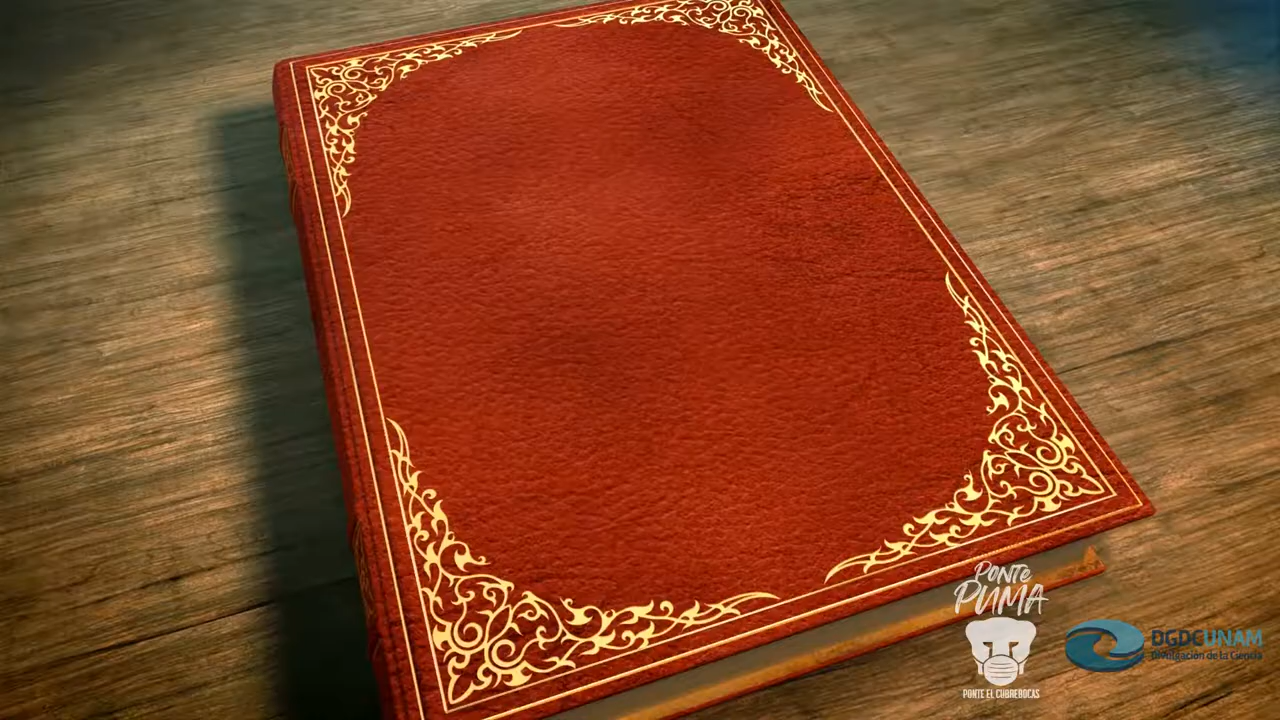 PONTE
PUMA
PONTE EL CUBREBOCAS
DGDCUNAM
Divulgación de la Ciencia